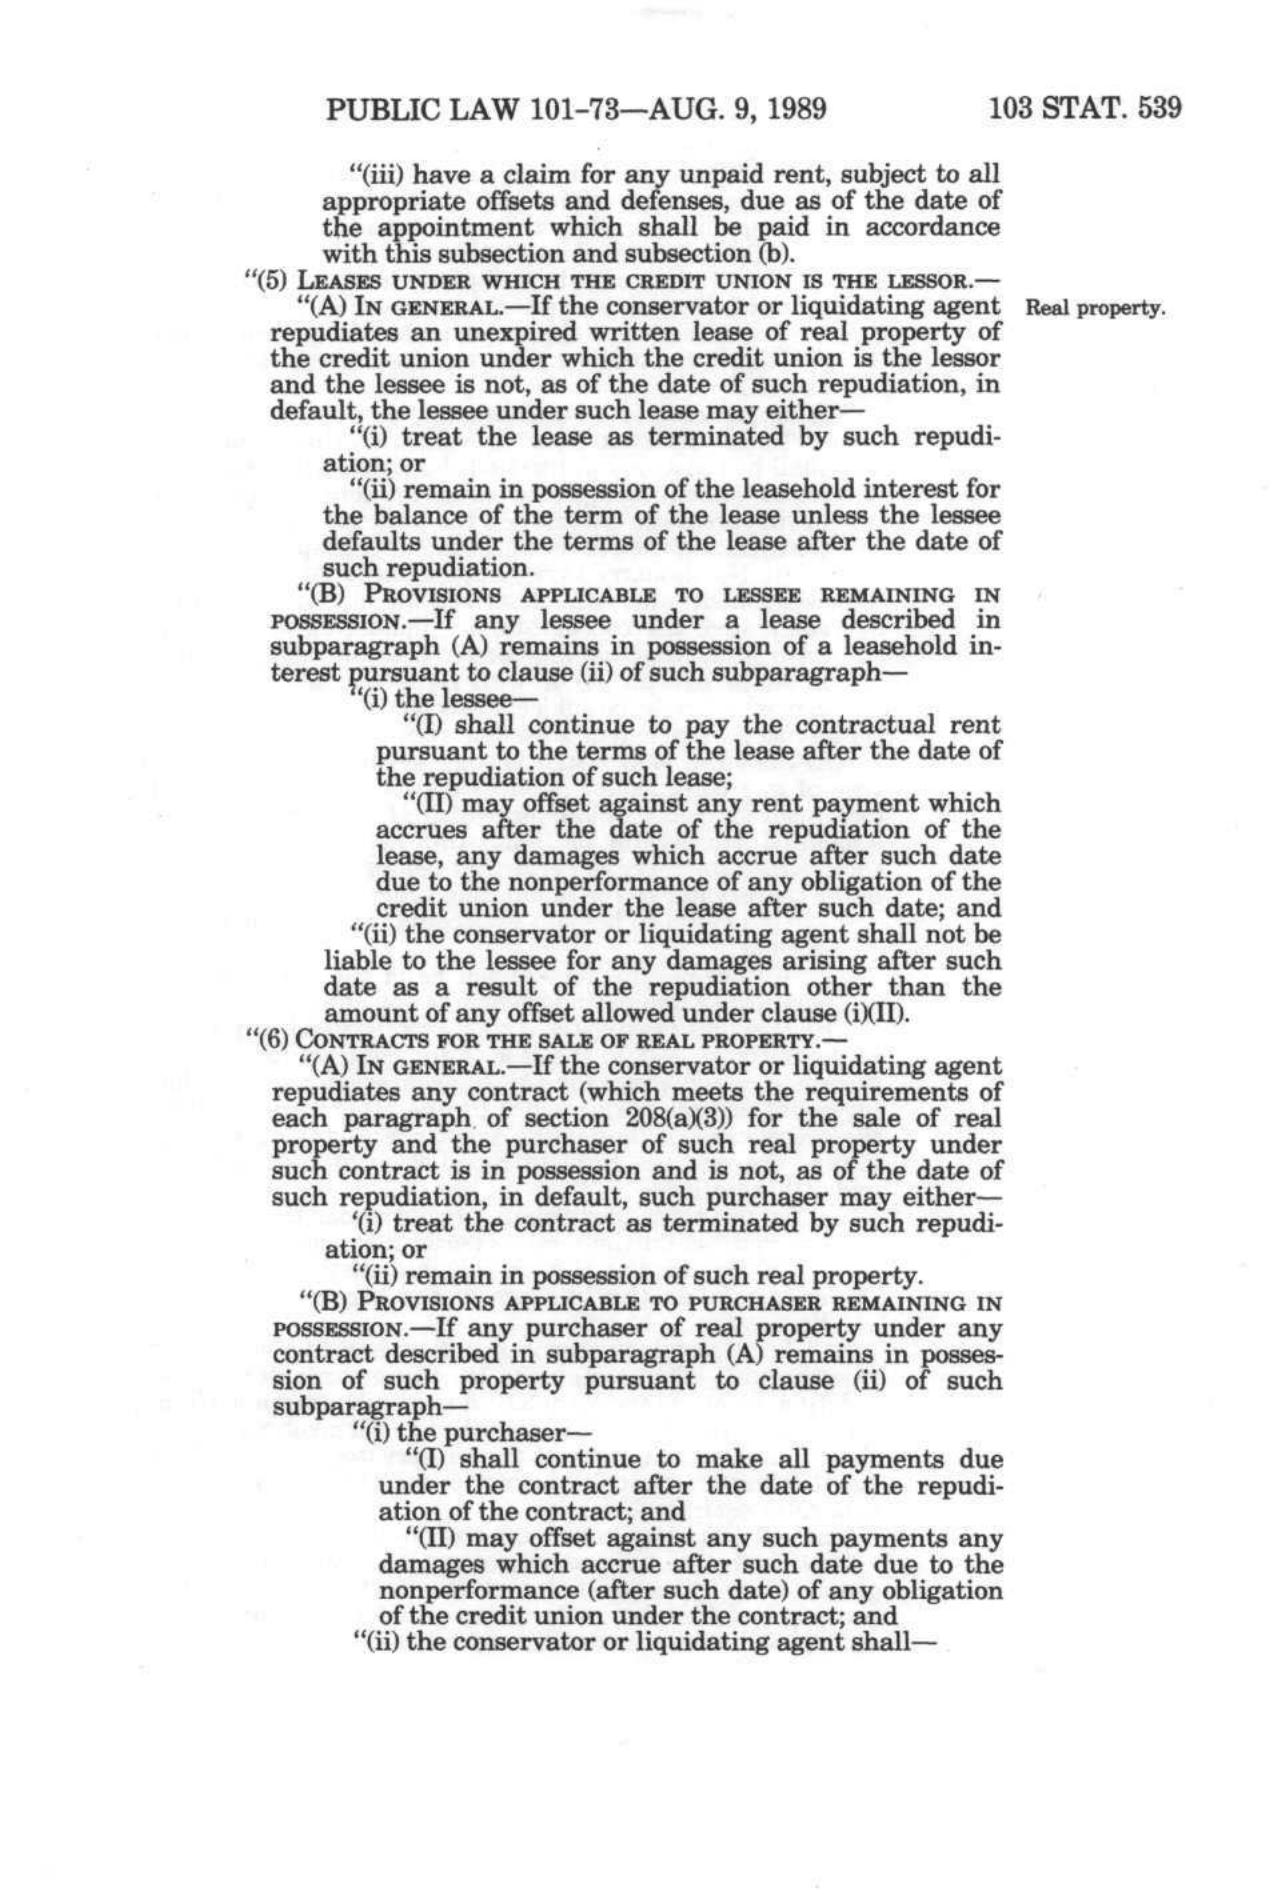 PUBLIC LAW 101–73—AUG. 9, 1989 103 STAT. 539
“(iii) have a claim for any unpaid rent, subject to all
appropriate offsets and defenses, due as of the date of
the appointment which shall be paid in accordance
with this subsection and subsection (b).
“(5) LEASES UNDER WHICH THE CREDIT UNION IS THE LESSOR.—
“(A) IN GENERAL.—If the conservator or liquidating agent Real property.
repudiates an unexpired written lease of real property of
the credit union under which the credit union is the lessor
and the lessee is not, as of the date of such repudiation, in
default, the lessee under such lease may either—
“(i) treat the lease as terminated by such repudi-
ation; or
“(ii) remain in possession of the leasehold interest for
the balance of the term of the lease unless the lessee
defaults under the terms of the lease after the date of
such repudiation.
“(B) PROVISIONS APPLICABLE TO LESSEE REMAINING IN
POSSESSION.—If any lessee under a lease described in
subparagraph (A) remains in possession of a leasehold in-
terest pursuant to clause (ii) of such subparagraph—
“(i) the lessee—
“(I) shall continue to pay the contractual rent
pursuant to the terms of the lease after the date of
the repudiation of such lease;
“(II) may offset against any rent payment which
accrues after the date of the repudiation of the
lease, any damages which accrue after such date
due to the nonperformance of any obligation of the
credit union under the lease after such date; and
“(ii) the conservator or liquidating agent shall not be
liable to the lessee for any damages arising after such
date as a result of the repudiation other than the
amount of any offset allowed under clause (i)(II).
“(6) CONTRACTS FOR THE SALE OF REAL PROPERTY.—
“(A) IN GENERAL.—If the conservator or liquidating agent
repudiates any contract (which meets the requirements of
each paragraph of section 208(a)(3)) for the sale of real
property and the purchaser of such real property under
such contract is in possession and is not, as of the date of
such repudiation, in default, such purchaser may either—
‘(i) treat the contract as terminated by such repudi-
ation; or
“(ii) remain in possession of such real property.
“(B) PROVISIONS APPLICABLE TO PURCHASER REMAINING IN
POSSESSION.—If any purchaser of real property under any
contract described in subparagraph (A) remains in posses-
sion of such property pursuant to clause (ii) of such
subparagraph—
“(i) the purchaser—
“(I) shall continue to make all payments due
under the contract after the date of the repudi-
ation of the contract; and
“(II) may offset against any such payments any
damages which accrue after such date due to the
nonperformance (after such date) of any obligation
of the credit union under the contract; and
“(ii) the conservator or liquidating agent shall—